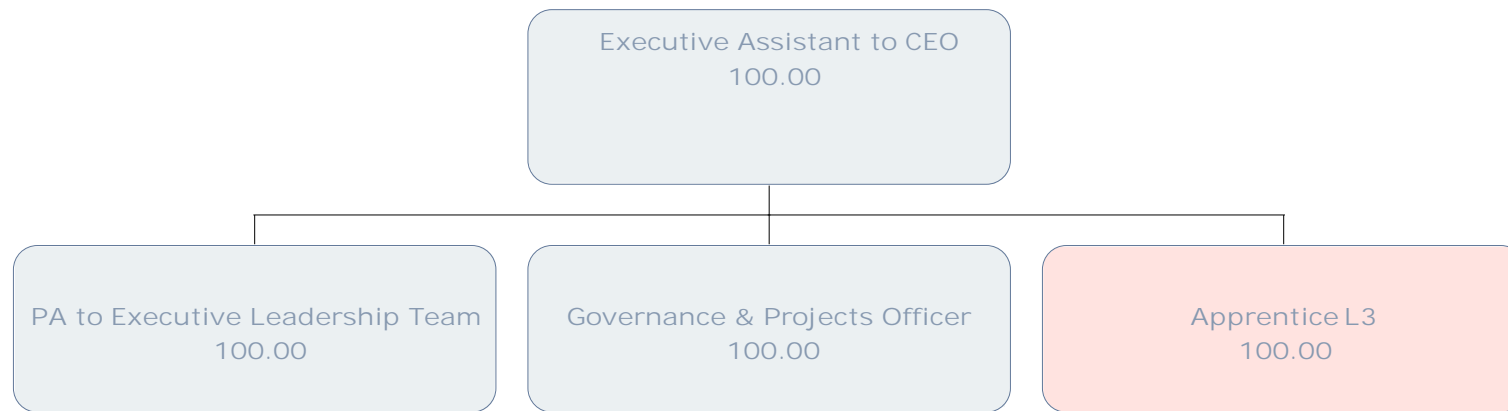 Executive Assistant to CEO
100.00
PA to Executive Leadership Team
100.00
Governance & Projects Officer
100.00
Apprentice L3
100.00